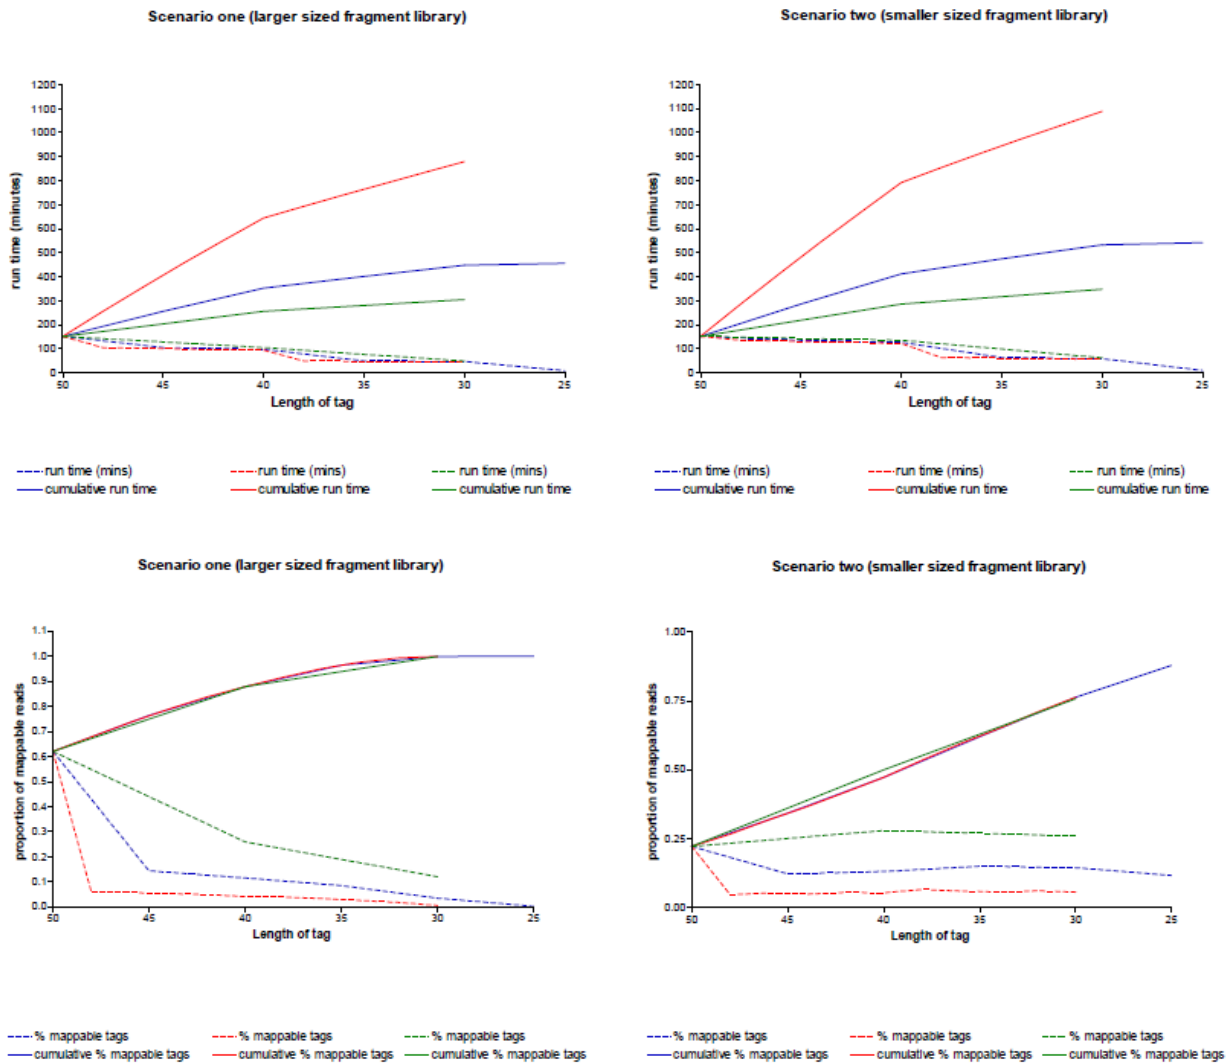 Scenario one (larger sized fragment library)
1200
1100
1000
900
800
700
600
500
400
300
200
100
0
run time (minutes)
50 45 40 35 30 25
Length of tag
run time (mins) run time (mins) run time (mins)
cumulative run time cumulative run time cumulative run time
Scenario two (smaller sized fragment library)
1200
1100
1000
900
800
700
600
500
400
300
200
100
0
run time (minutes)
50 45 40 35 30 25
Length of tag
run time (mins) run time (mins) run time (mins)
cumulative run time cumulative run time cumulative run time
Scenario one (larger sized fragment library)
1.1
1.0
0.9
0.8
0.7
0.6
0.5
0.4
0.3
0.2
0.1
0.0
proportion of mappable reads
50 45 40 35 30 25
Length of tag
% mappable tags % mappable tags % mappable tags
cumulative % mappable tags cumulative % mappable tags cumulative % mappable tags
Scenario two (smaller sized fragment library)
1.00
0.75
0.50
0.25
0.00
proportion of mappable reads
50 45 40 35 30 25
Length of tag
% mappable tags % mappable tags % mappable tags
cumulative % mappable tags cumulative % mappable tags cumulative % mappable tags